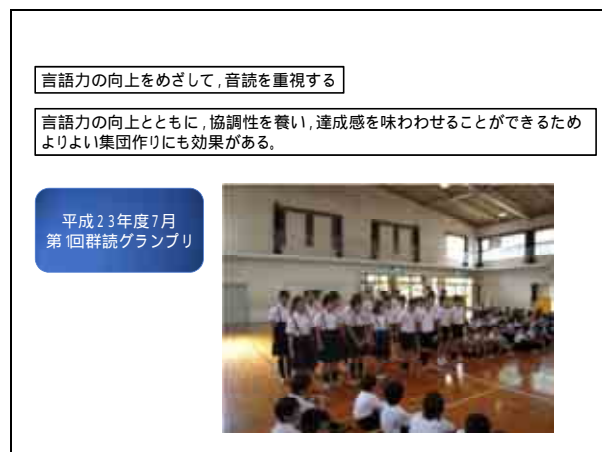 言語力の向上をめざして,音読を重視する
言語力の向上とともに,協調性を養い,達成感を味わわせることができるため
よりよい集団作りにも効果がある。
平成23年度7月
第1回群読グランプリ